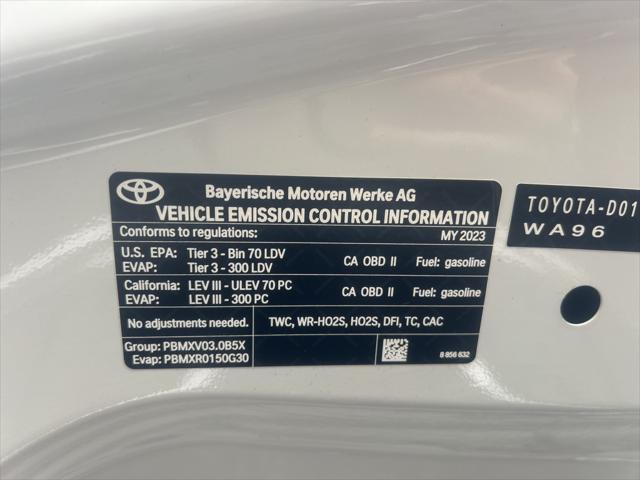 Bayerische Motoren Werke AG
VEHICLE EMISSION CONTROL INFORMATION
Conforms to regulations: MY 2023
U.S. EPA: Tier 3 - Bin 70 LDV
EVAP: Tier 3 - 300 LDV
CA OBD II Fuel: gasoline
California: LEV III - ULEV 70 PC
EVAP: LEV III - 300 PC
CA OBD II Fuel: gasoline
No adjustments needed. TWC, WR-HO2S, HO2S, DFI, TC, CAC
Group: PBMXV03.0B5X
Evap: PBMXR0150G30
8 856 632
TOYOTA-D01
WA96